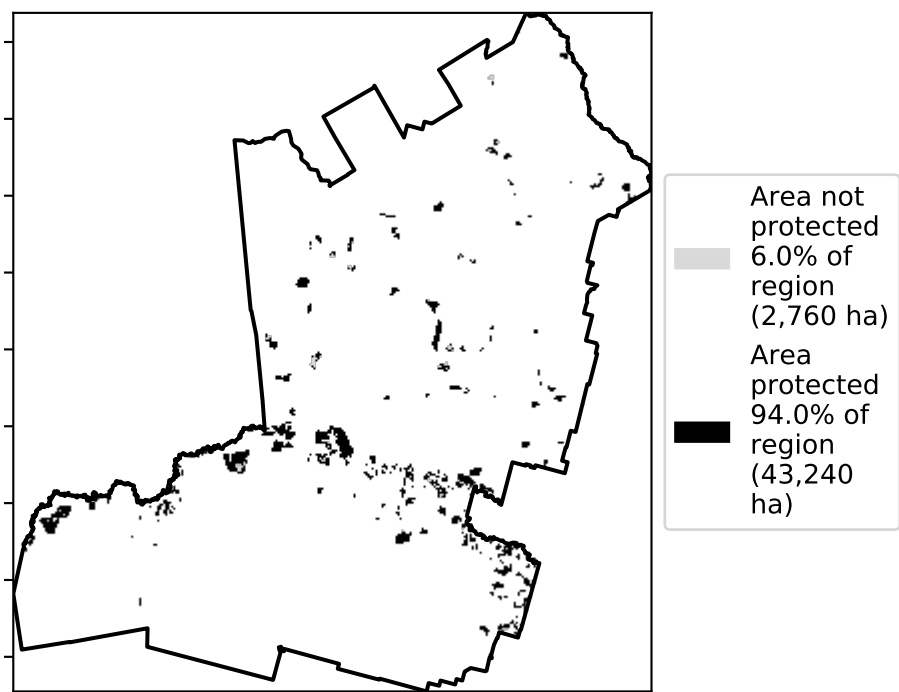 Area not
protected
6.0% of
region
(2,760 ha)
Area
protected
94.0% of
region
(43,240
ha)